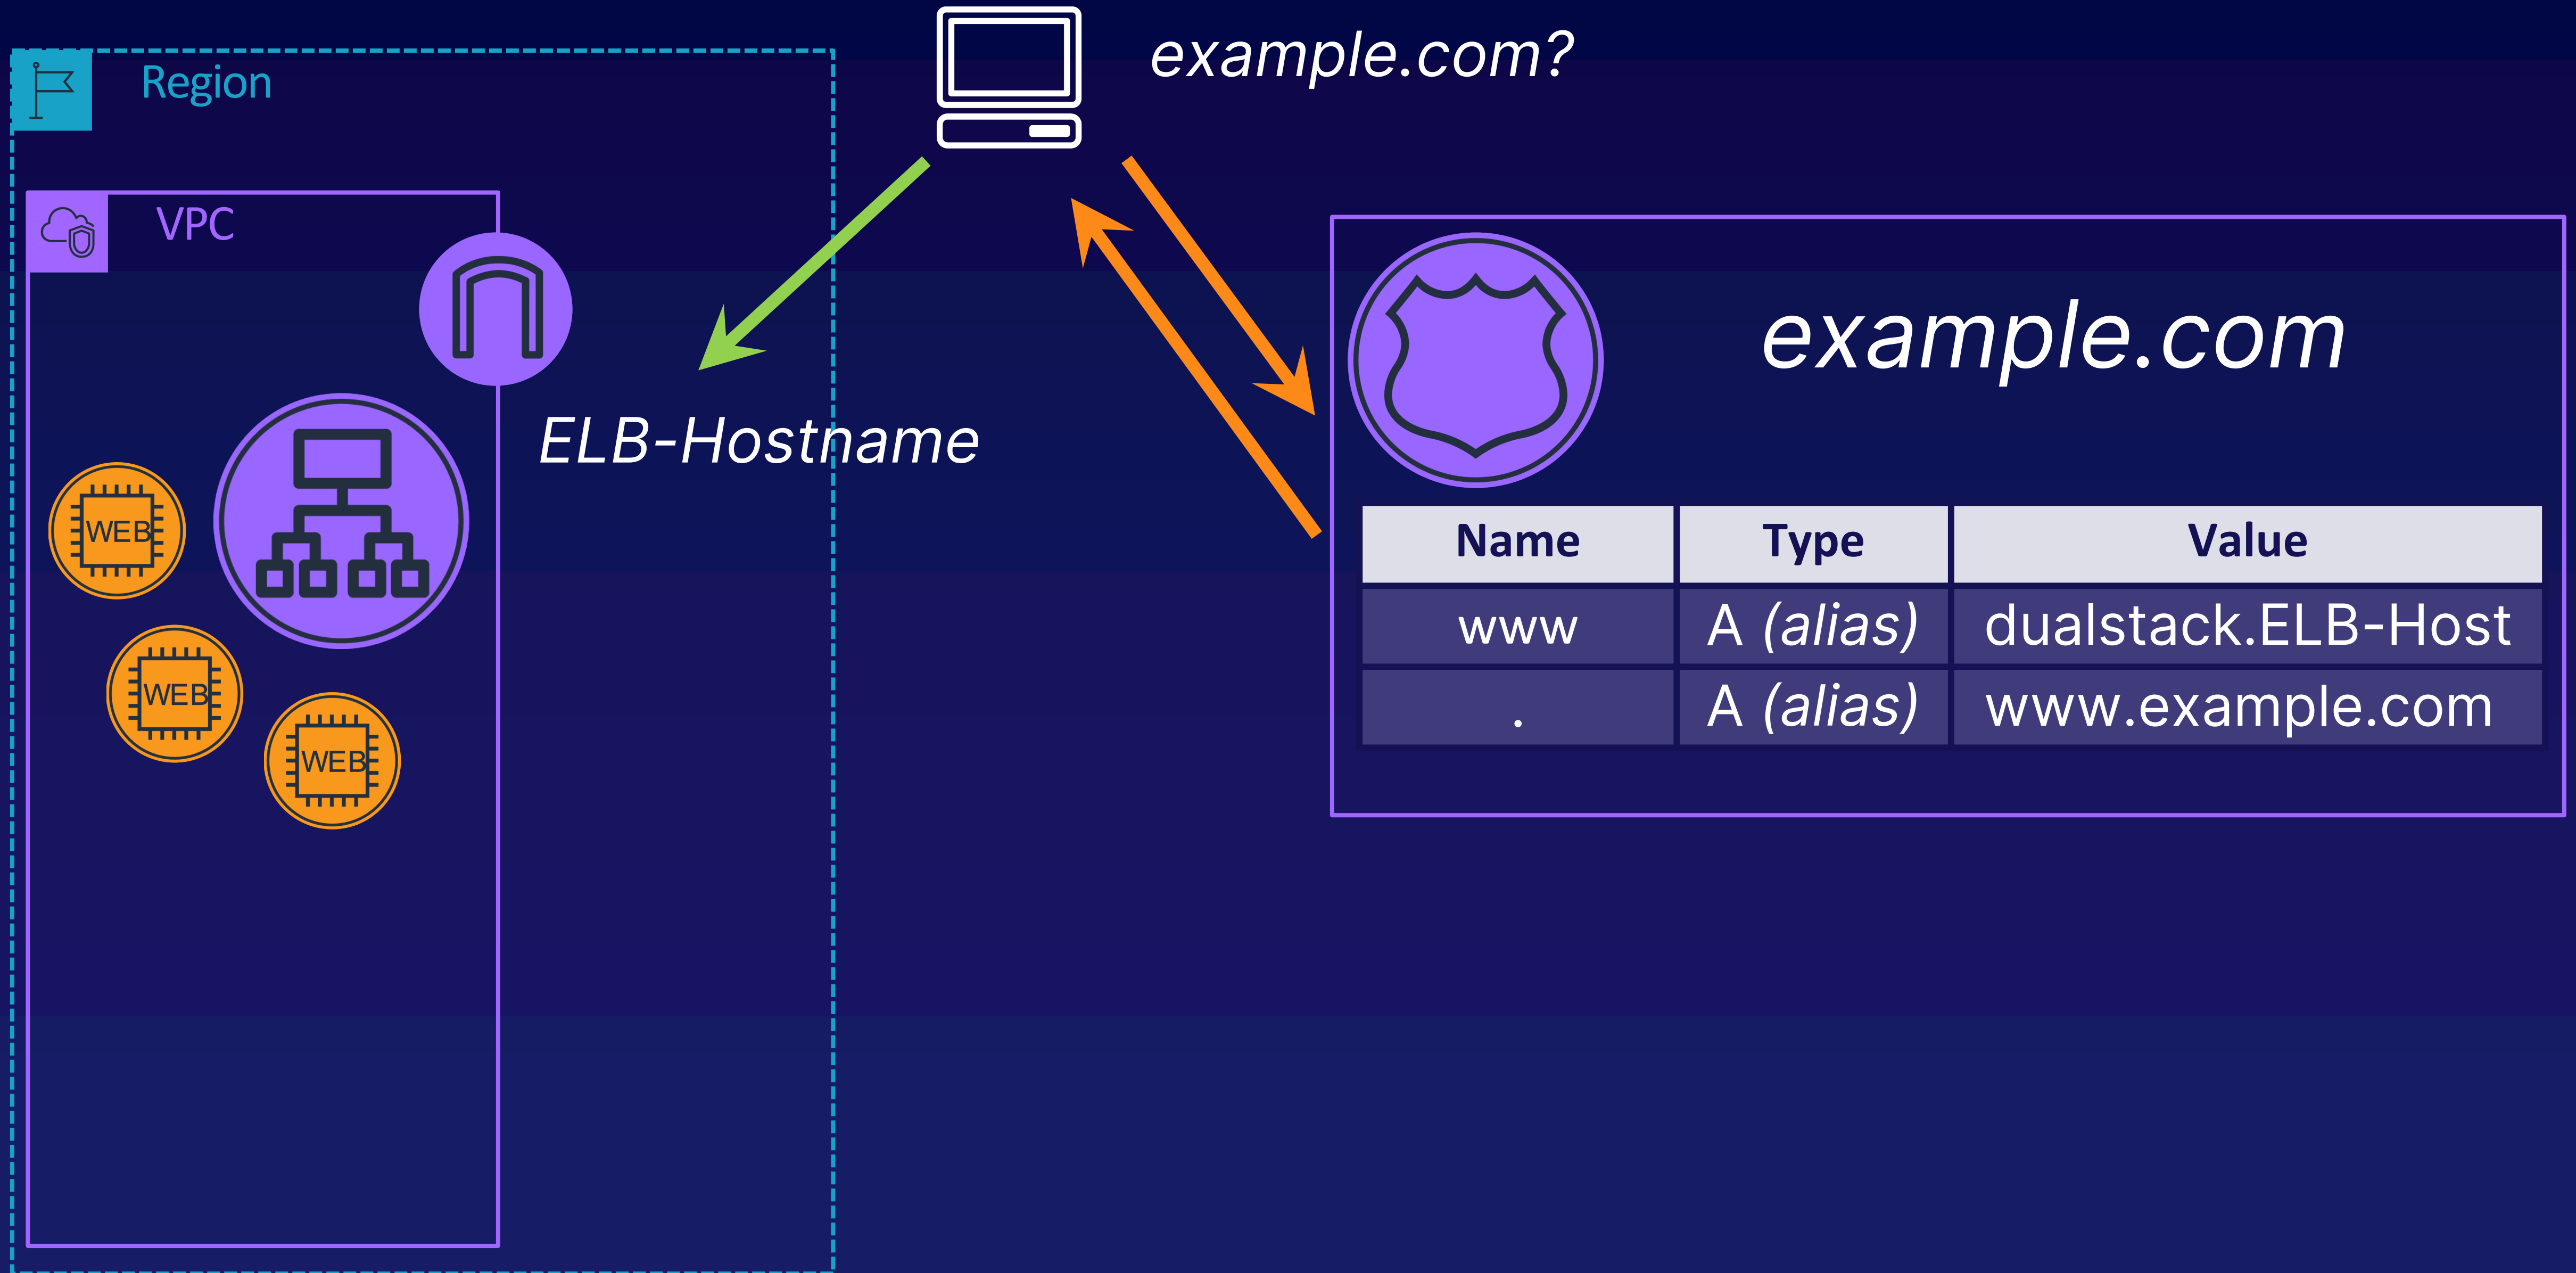 example.com?
Region
VPC
ELB-Hostname
WEB
WEB
WEB
example.com
Name Type Value
www A (alias) dualstack.ELB-Host
. A (alias) www.example.com